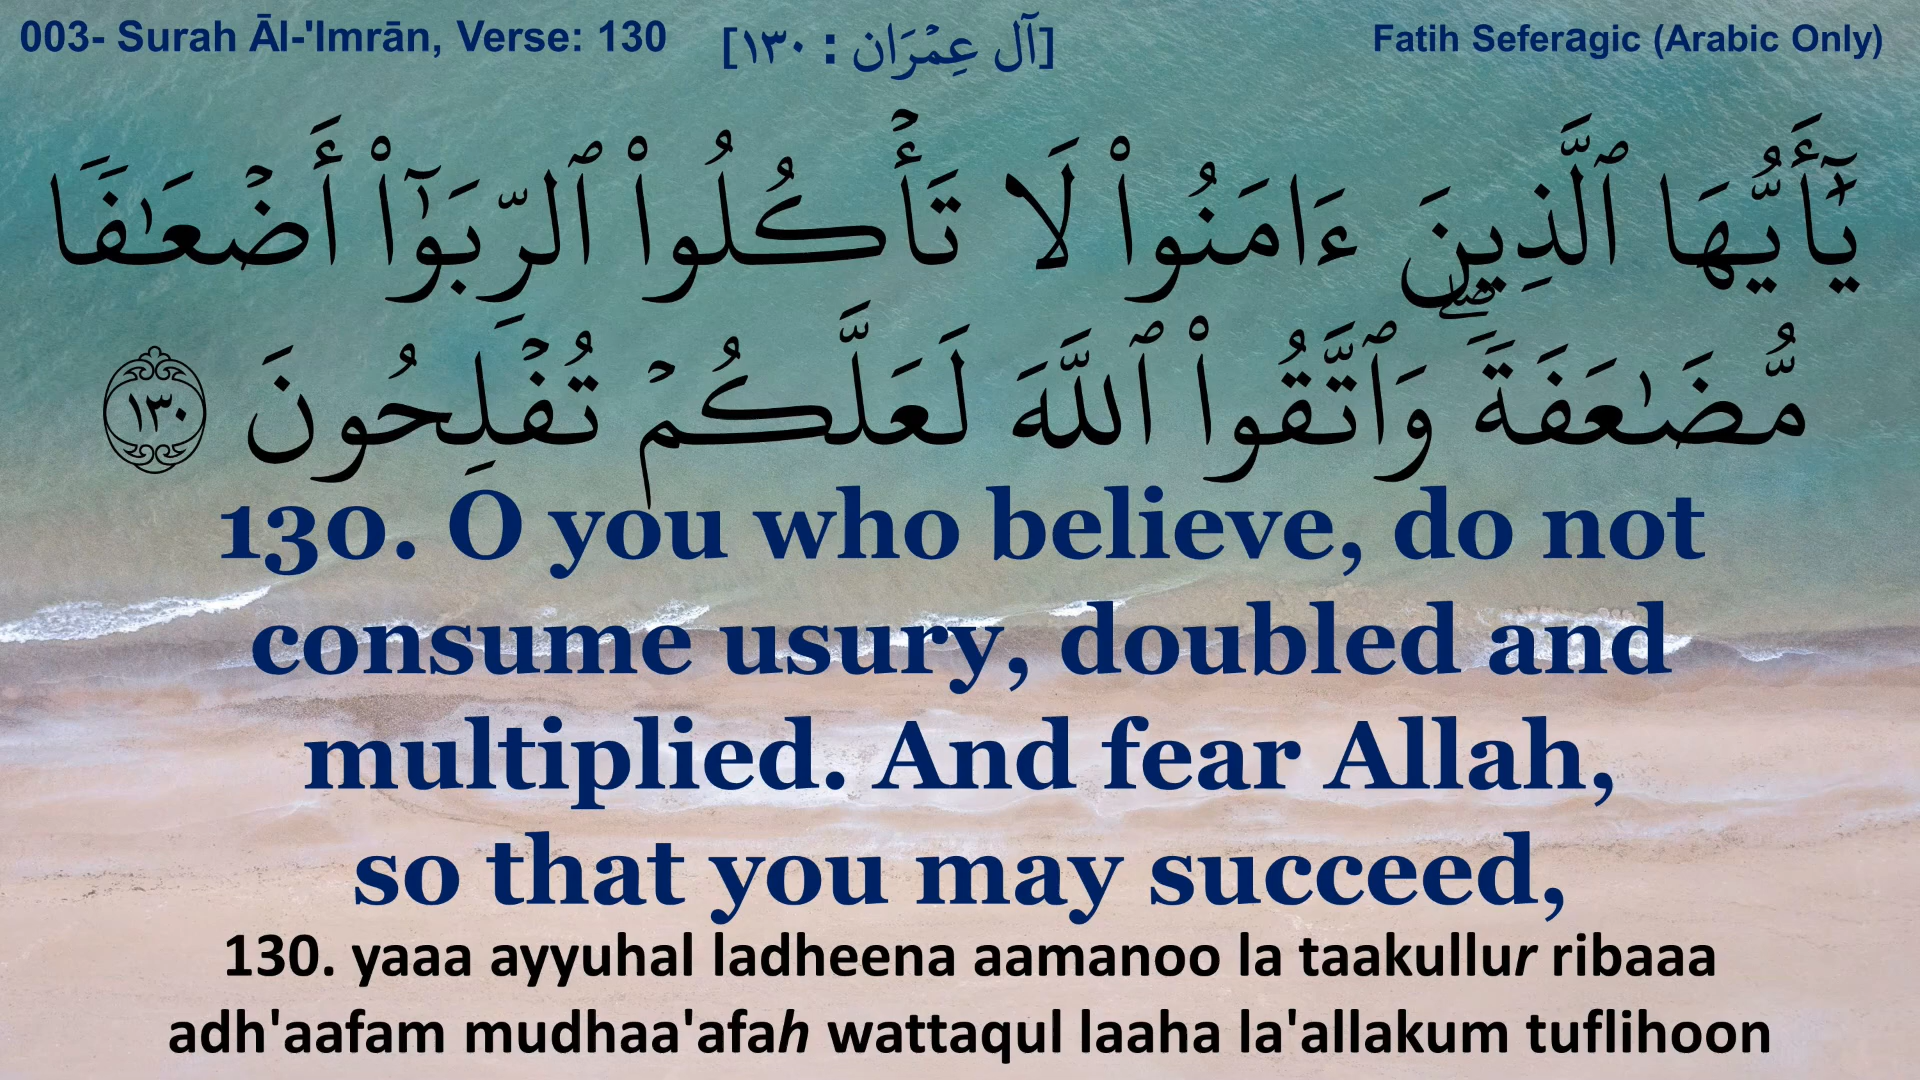 003- Surah Āl-'Imrān, Verse: 130
[آل عِمۡرَان : ١٣٠]
Fatih Seferagic (Arabic Only)
يَٰٓأَيُّهَا ٱلَّذِينَ ءَامَنُواْ لَا تَأۡكُلُواْ ٱلرِّبَوٰٓاْ أَضۡعَٰفٗا
مُّضَٰعَفَةٗۖ وَٱتَّقُواْ ٱللَّهَ لَعَلَّكُمۡ تُفۡلِحُونَ ١٣٠
130. O you who believe, do not
consume usury, doubled and
multiplied. And fear Allah,
so that you may succeed,
130. yaaa ayyuhal ladheena aamanoo la taakullur ribaaa
adh'aafam mudhaa'afah wattaqul laaha la'allakum tuflihoon